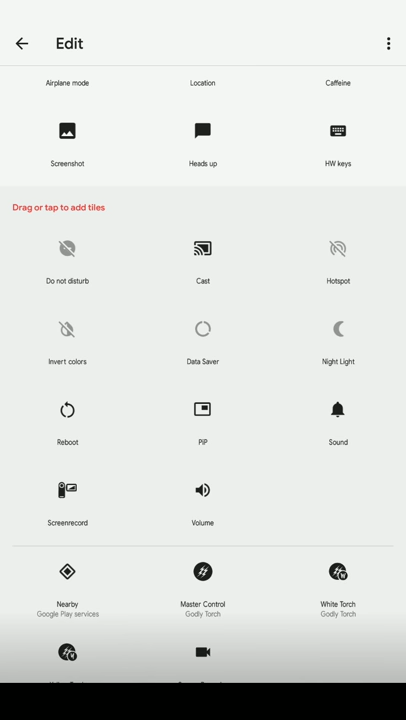 Edit
Airplane mode
Location
Caffeine
Screenshot
Heads up
HW keys
Drag or tap to add tiles
Do not disturb
Cast
Hotspot
Invert colors
Data Saver
Night Light
Reboot
PiP
Sound
Screenrecord
Volume
Nearby
Google Play services
Master Control
Godly Torch
White Torch
Godly Torch